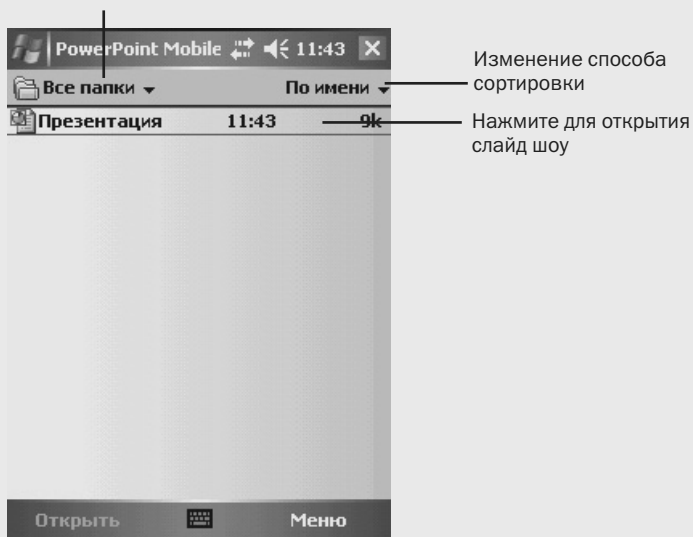 PowerPoint Mobile 11:43
Все папки По имени
Презентация 11:43 9k
Открыть Меню
Изменение способа
сортировки
Нажмите для открытия
слайд шоу